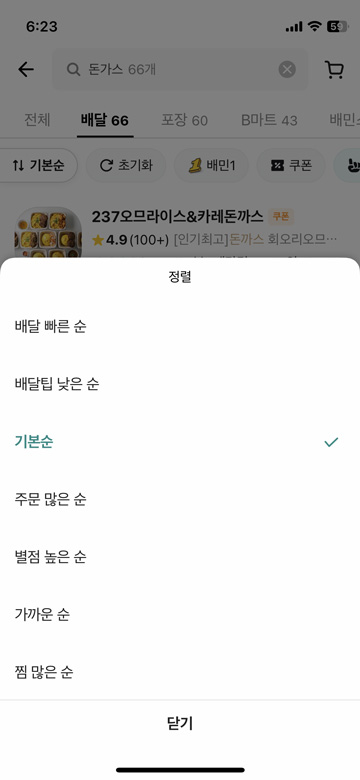 6:23
돈가스 66개
전체 배달 66 포장 60 B마트 43
기본순 초기화 배민1 쿠폰
237오므라이스&카레돈까스 쿠폰
4.9(100+) [인기최고]돈까스 회오리오므…
정렬
배달 빠른 순
배달팁 낮은 순
기본순
주문 많은 순
별점 높은 순
가까운 순
찜 많은 순
닫기